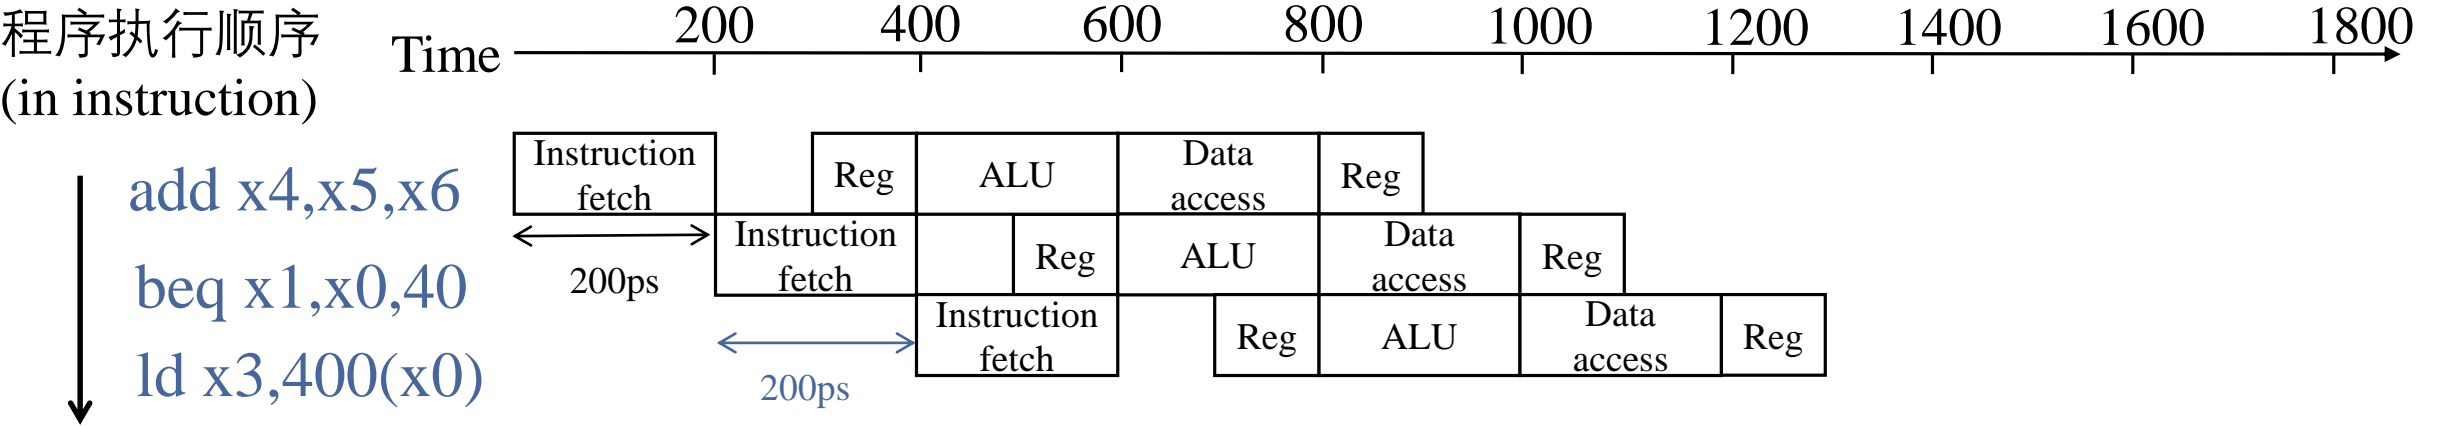 程序执行顺序
(in instruction)
Time
200 400 600 800 1000 1200 1400 1600 1800
add x4,x5,x6
Instruction
fetch
Reg
ALU
Data
access
Reg
200ps
beq x1,x0,40
Instruction
fetch
Reg
ALU
Data
access
Reg
200ps
ld x3,400(x0)
Instruction
fetch
Reg
ALU
Data
access
Reg